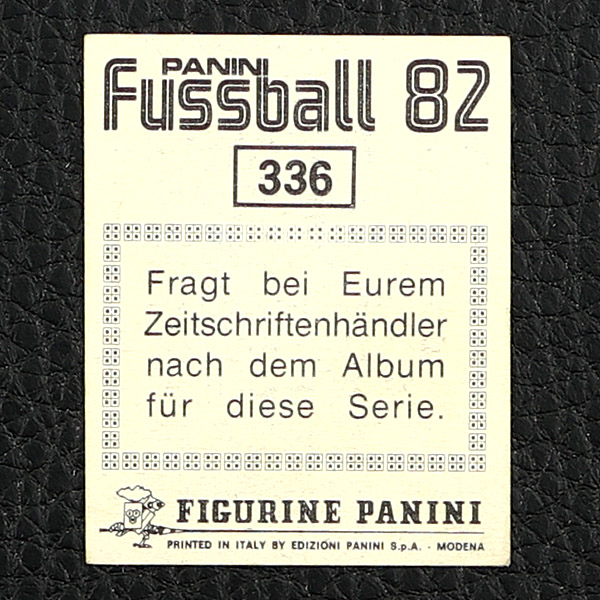 PANINI
Fussball 82
336
Fragt bei Eurem
Zeitschriftenhändler
nach dem Album
für diese Serie.
FIGURINE PANINI
PRINTED IN ITALY BY EDIZIONI PANINI S.p.A. - MODENA